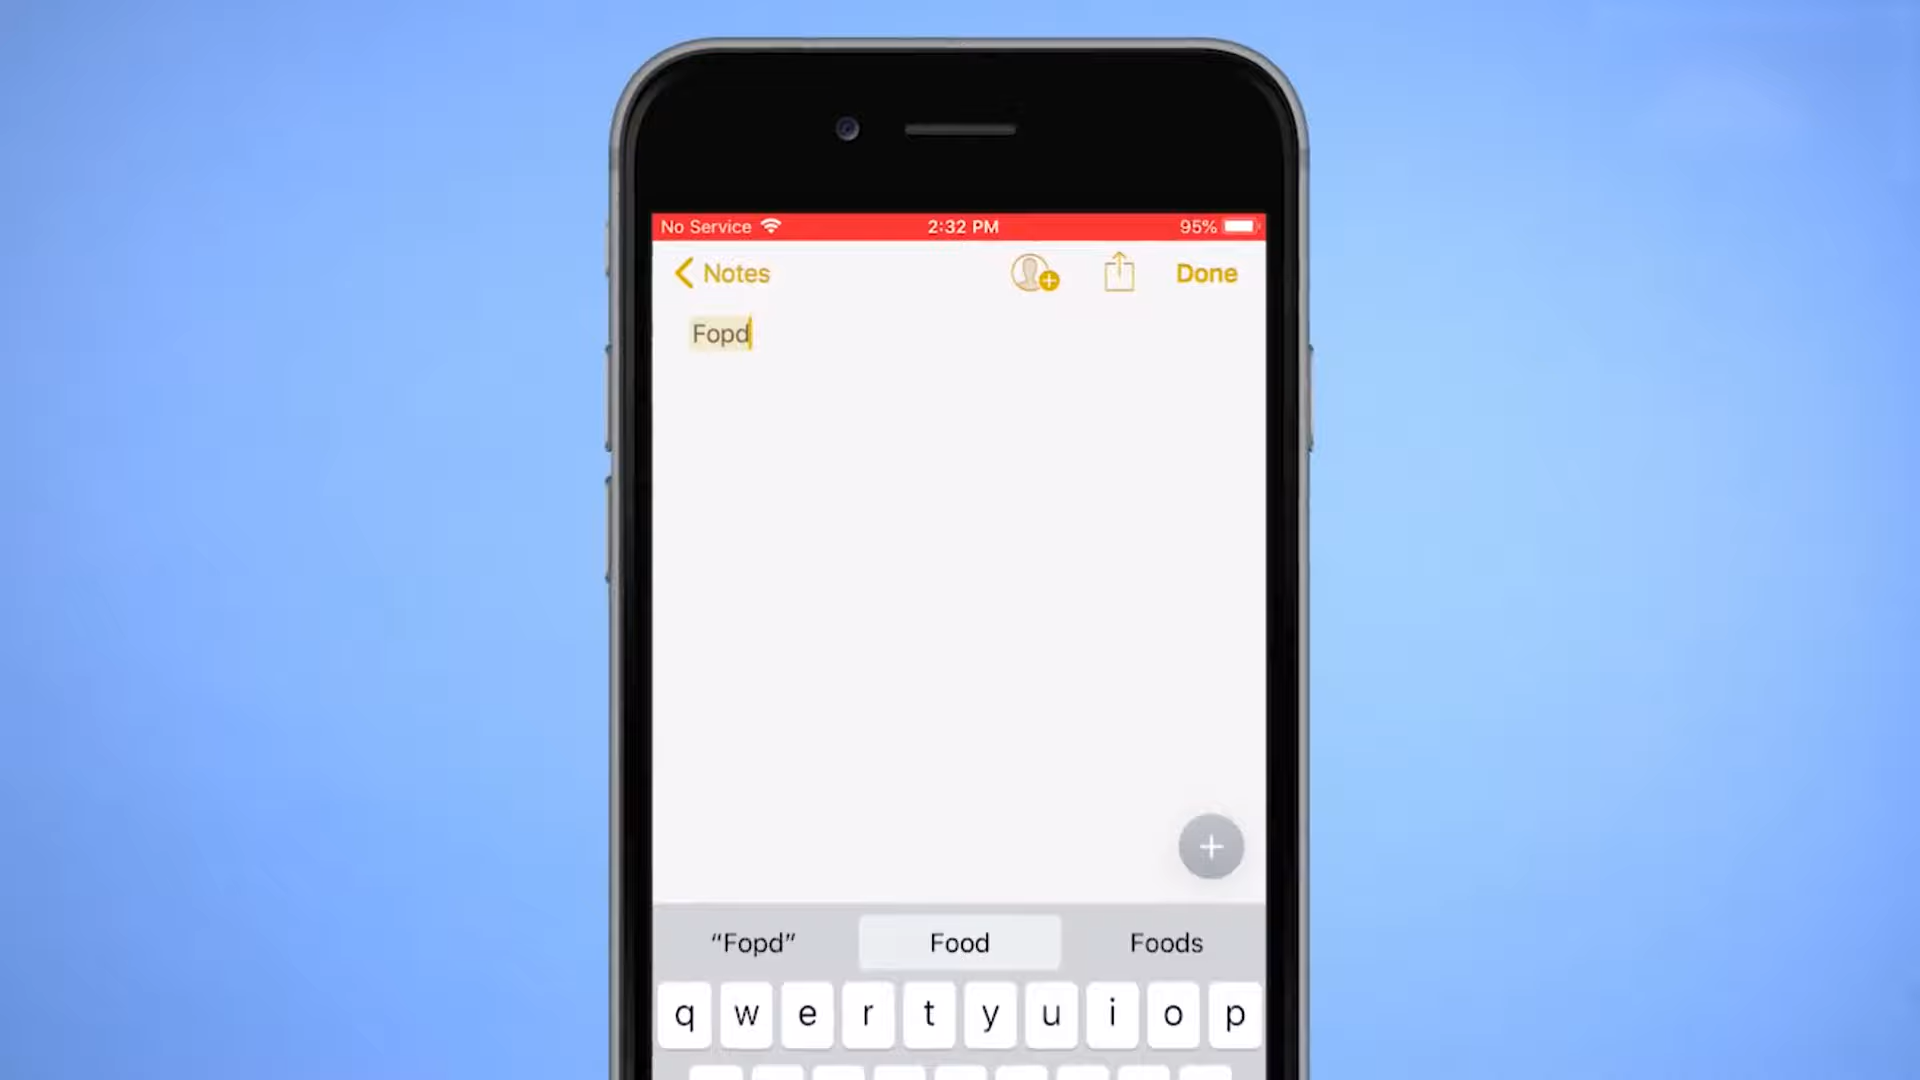 No Service 2:32 PM 95%
Notes Done
Fopd
“Fopd” Food Foods
q w e r t y u i o p